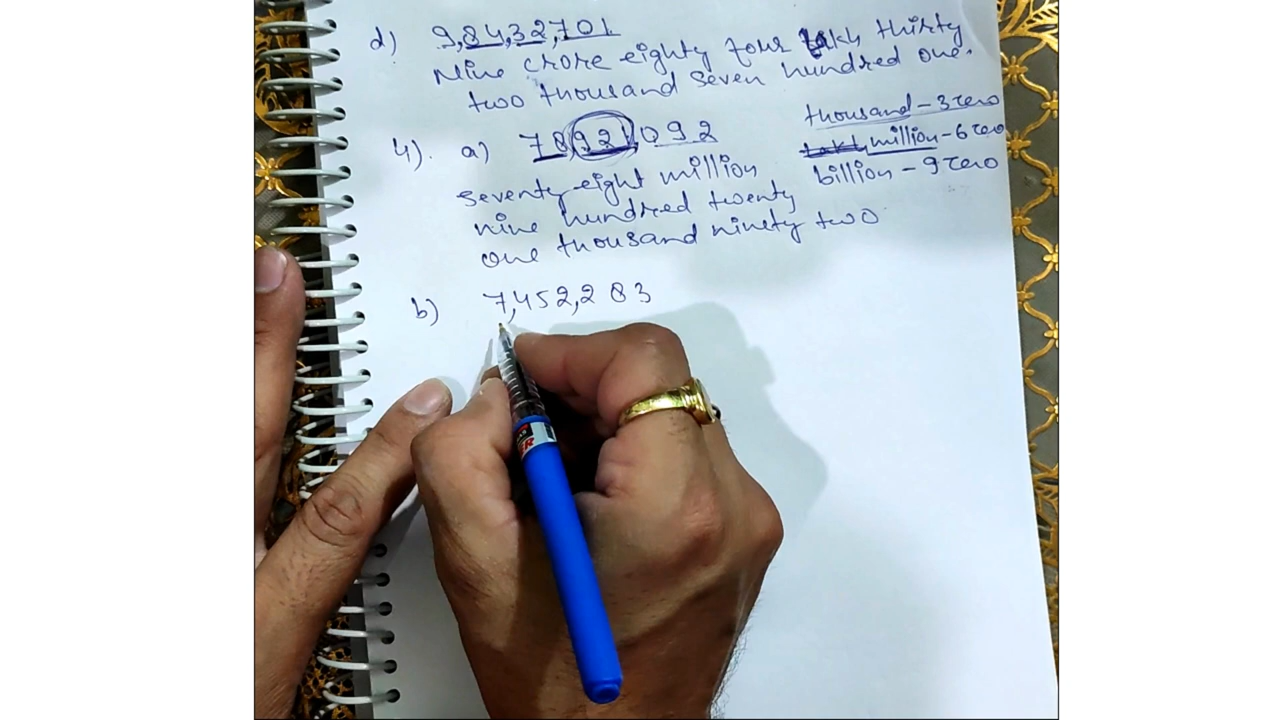 d) 9,84,32,701
Nine crore eighty four lakh thirty
two thousand seven hundred one.
4). a) 78,921,092
seventy-eight million
nine hundred twenty
one thousand ninety two
thousand - 3 zero
lakh million - 6 zero
billion - 9 zero
b) 7,452,283